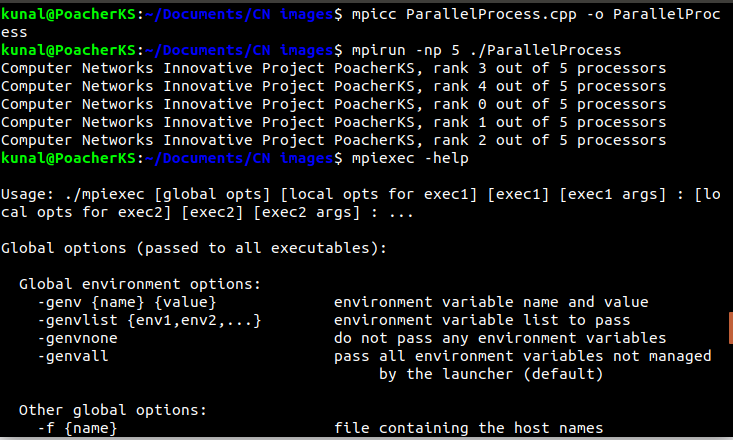 kunal@PoacherKS:~/Documents/CN images$ mpicc ParallelProcess.cpp -o ParallelProc
ess
kunal@PoacherKS:~/Documents/CN images$ mpirun -np 5 ./ParallelProcess
Computer Networks Innovative Project PoacherKS, rank 3 out of 5 processors
Computer Networks Innovative Project PoacherKS, rank 4 out of 5 processors
Computer Networks Innovative Project PoacherKS, rank 0 out of 5 processors
Computer Networks Innovative Project PoacherKS, rank 1 out of 5 processors
Computer Networks Innovative Project PoacherKS, rank 2 out of 5 processors
kunal@PoacherKS:~/Documents/CN images$ mpiexec -help

Usage: ./mpiexec [global opts] [local opts for exec1] [exec1] [exec1 args] : [lo
cal opts for exec2] [exec2] [exec2 args] : ...

Global options (passed to all executables):

  Global environment options:
    -genv {name} {value}             environment variable name and value
    -genvlist {env1,env2,...}        environment variable list to pass
    -genvnone                        do not pass any environment variables
    -genvall                         pass all environment variables not managed
                                          by the launcher (default)

  Other global options:
    -f {name}                        file containing the host names